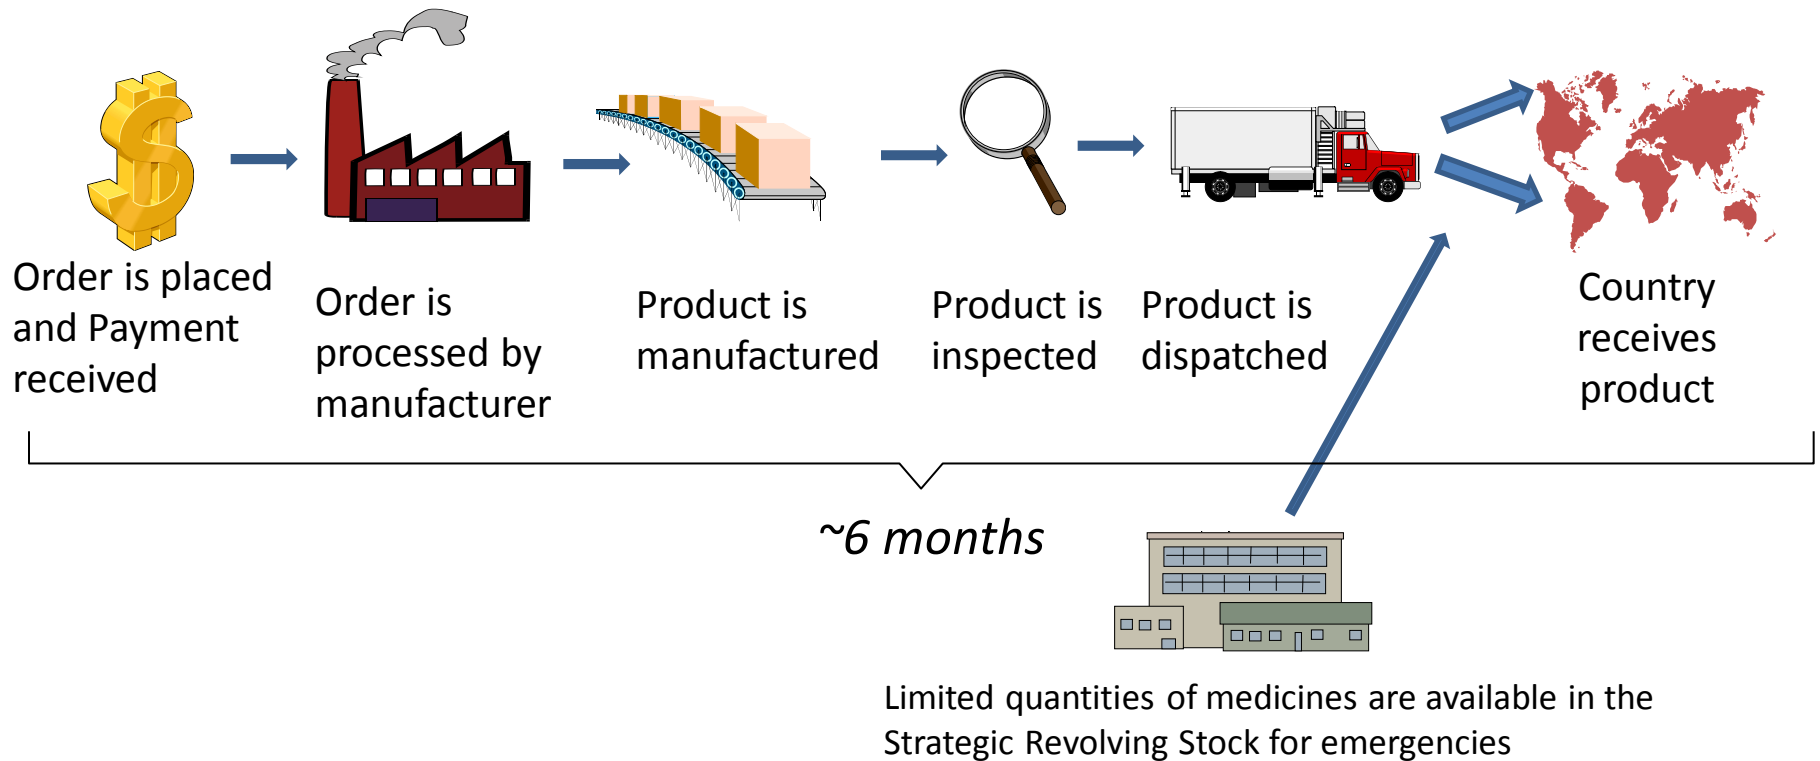 Order is placed
and Payment
received
Order is
processed by
manufacturer
Product is
manufactured
Product is
inspected
Product is
dispatched
Country
receives
product
~6 months
Limited quantities of medicines are available in the
Strategic Revolving Stock for emergencies